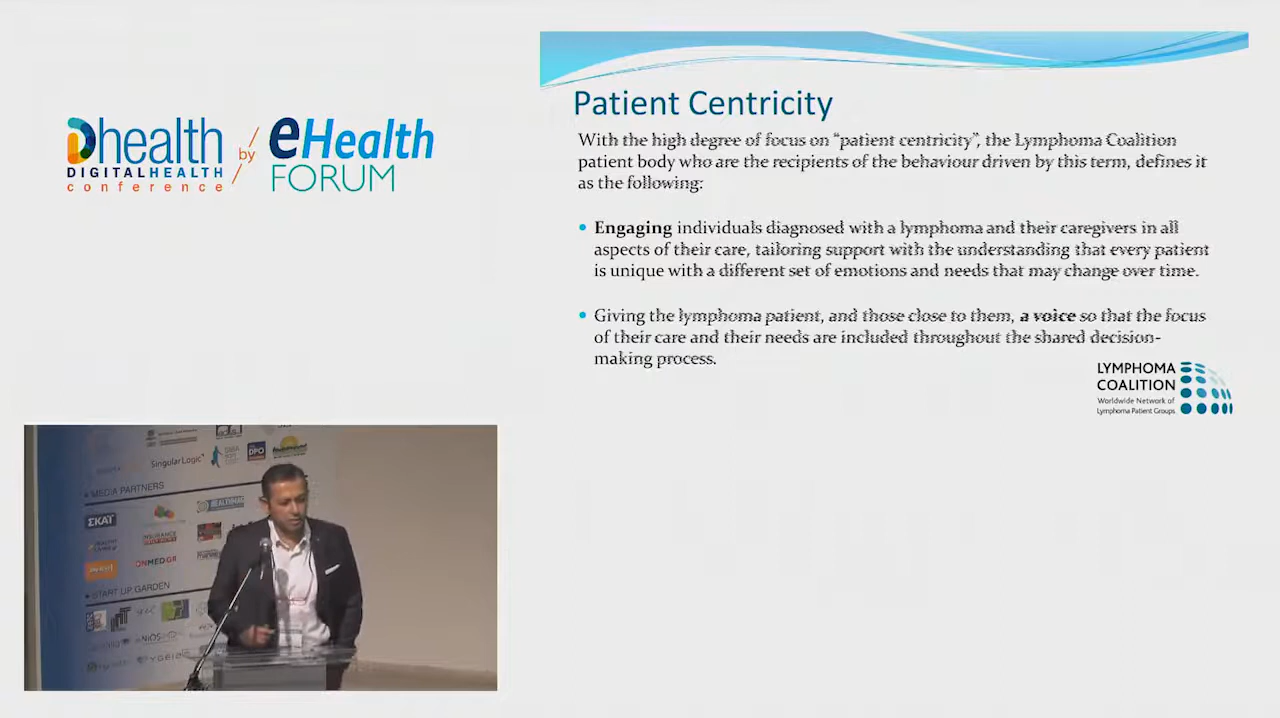 Dhealth
DIGITALHEALTH
conference
by
eHealth
FORUM
Patient Centricity
With the high degree of focus on “patient centricity”, the Lymphoma Coalition
patient body who are the recipients of the behaviour driven by this term, defines it
as the following:
• Engaging individuals diagnosed with a lymphoma and their caregivers in all
aspects of their care, tailoring support with the understanding that every patient
is unique with a different set of emotions and needs that may change over time.
• Giving the lymphoma patient, and those close to them, a voice so that the focus
of their care and their needs are included throughout the shared decision-
making process.
LYMPHOMA
COALITION
Worldwide Network of
Lymphoma Patient Groups
SingularLogic
DPO
MEDIA PARTNERS
ΣΚΑΪ
INSURANCE
ONMED GR
START UP GARDEN